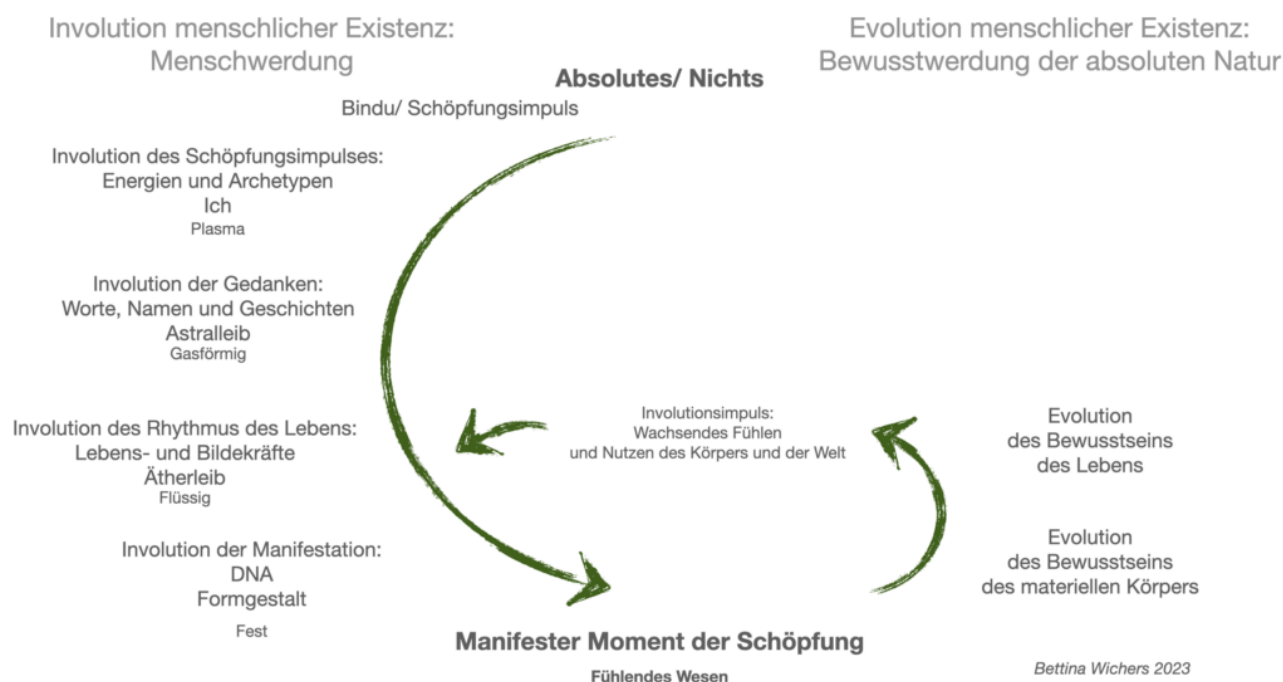 Involution menschlicher Existenz:
Menschwerdung
Evolution menschlicher Existenz:
Bewusstwerdung der absoluten Natur
Absolutes/ Nichts
Bindu/ Schöpfungsimpuls
Involution des Schöpfungsimpulses:
Energien und Archetypen
Ich
Plasma
Involution der Gedanken:
Worte, Namen und Geschichten
Astralleib
Gasförmig
Involution des Rhythmus des Lebens:
Lebens- und Bildekräfte
Ätherleib
Flüssig
Involutionsimpuls:
Wachsendes Fühlen
und Nutzen des Körpers und der Welt
Evolution
des Bewusstseins
des Lebens
Involution der Manifestation:
DNA
Formgestalt
Fest
Evolution
des Bewusstseins
des materiellen Körpers
Manifester Moment der Schöpfung
Fühlendes Wesen
Bettina Wichers 2023